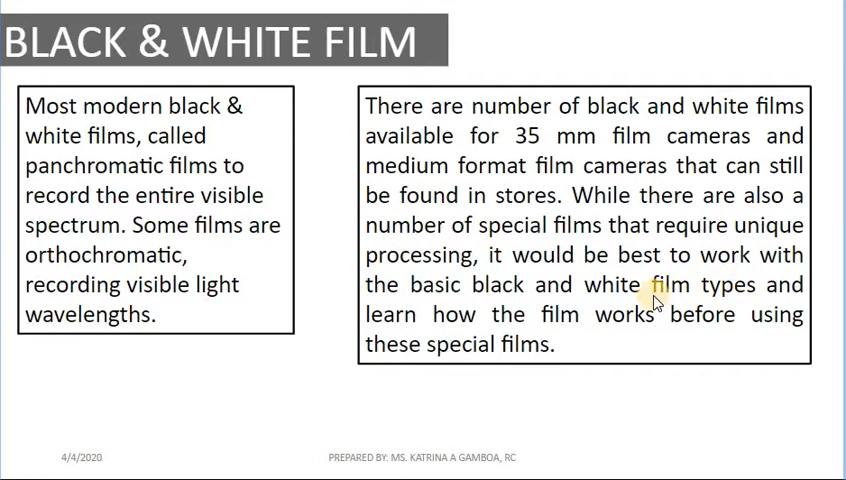 BLACK & WHITE FILM
Most modern black &
white films, called
panchromatic films to
record the entire visible
spectrum. Some films are
orthochromatic,
recording visible light
wavelengths.
There are number of black and white films
available for 35 mm film cameras and
medium format film cameras that can still
be found in stores. While there are also a
number of special films that require unique
processing, it would be best to work with
the basic black and white film types and
learn how the film works before using
these special films.
4/4/2020
PREPARED BY: MS. KATRINA A GAMBOA, RC